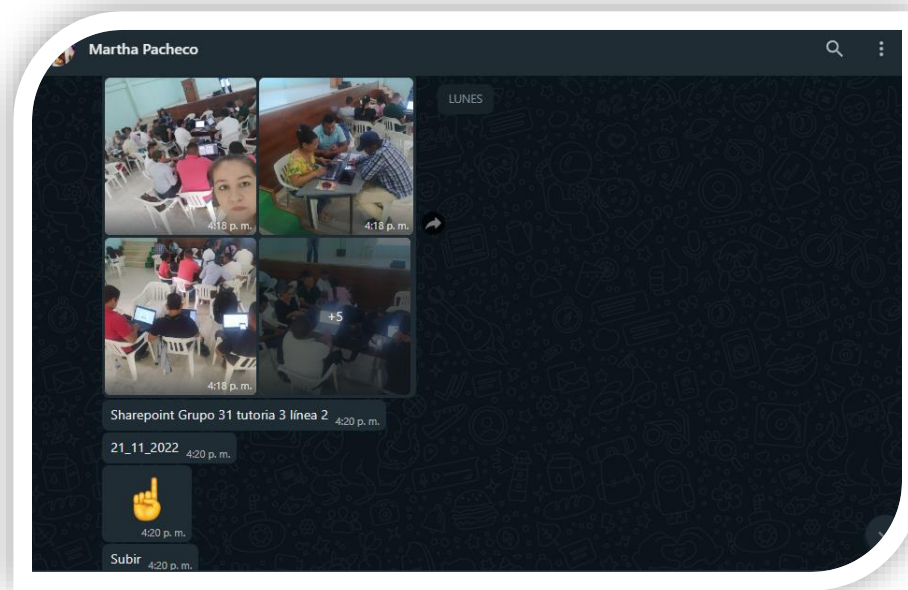 Martha Pacheco
LUNES
4:18 p. m.
4:18 p. m.
4:18 p. m.
+5
Sharepoint Grupo 31 tutoria 3 línea 2 4:20 p. m.
21_11_2022 4:20 p. m.
4:20 p. m.
Subir 4:20 p. m.